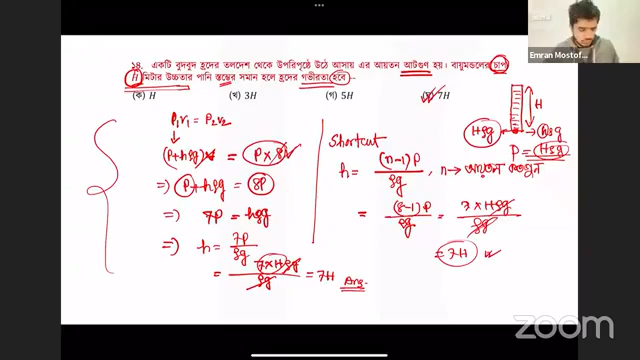 Emran Mostof
১৪. একটি বুদবুদ হ্রদের তলদেশ থেকে উপরিপৃষ্ঠে উঠে আসায় এর আয়তন আটগুণ হয়। বায়ুমন্ডলের চাপ
H মিটার উচ্চতার পানি স্তম্ভের সমান হলে হ্রদের গভীরতা হবে
(ক) H (খ) 3H (গ) 5H (ঘ) 7H
P₁V₁ = P₂V₂
(P+hρg)V = P×8V
⇒ P+hρg = 8P
⇒ 7P = hρg
⇒ h = 7P/ρg
= 7×Hρg/ρg = 7H Ans
Shortcut
h = (n-1)P/ρg , n → আয়তন যতগুন
= (8-1)P/ρg = 7×Hρg/ρg
= 7H
H
Hρg
hρg
P = Hρg
zoom